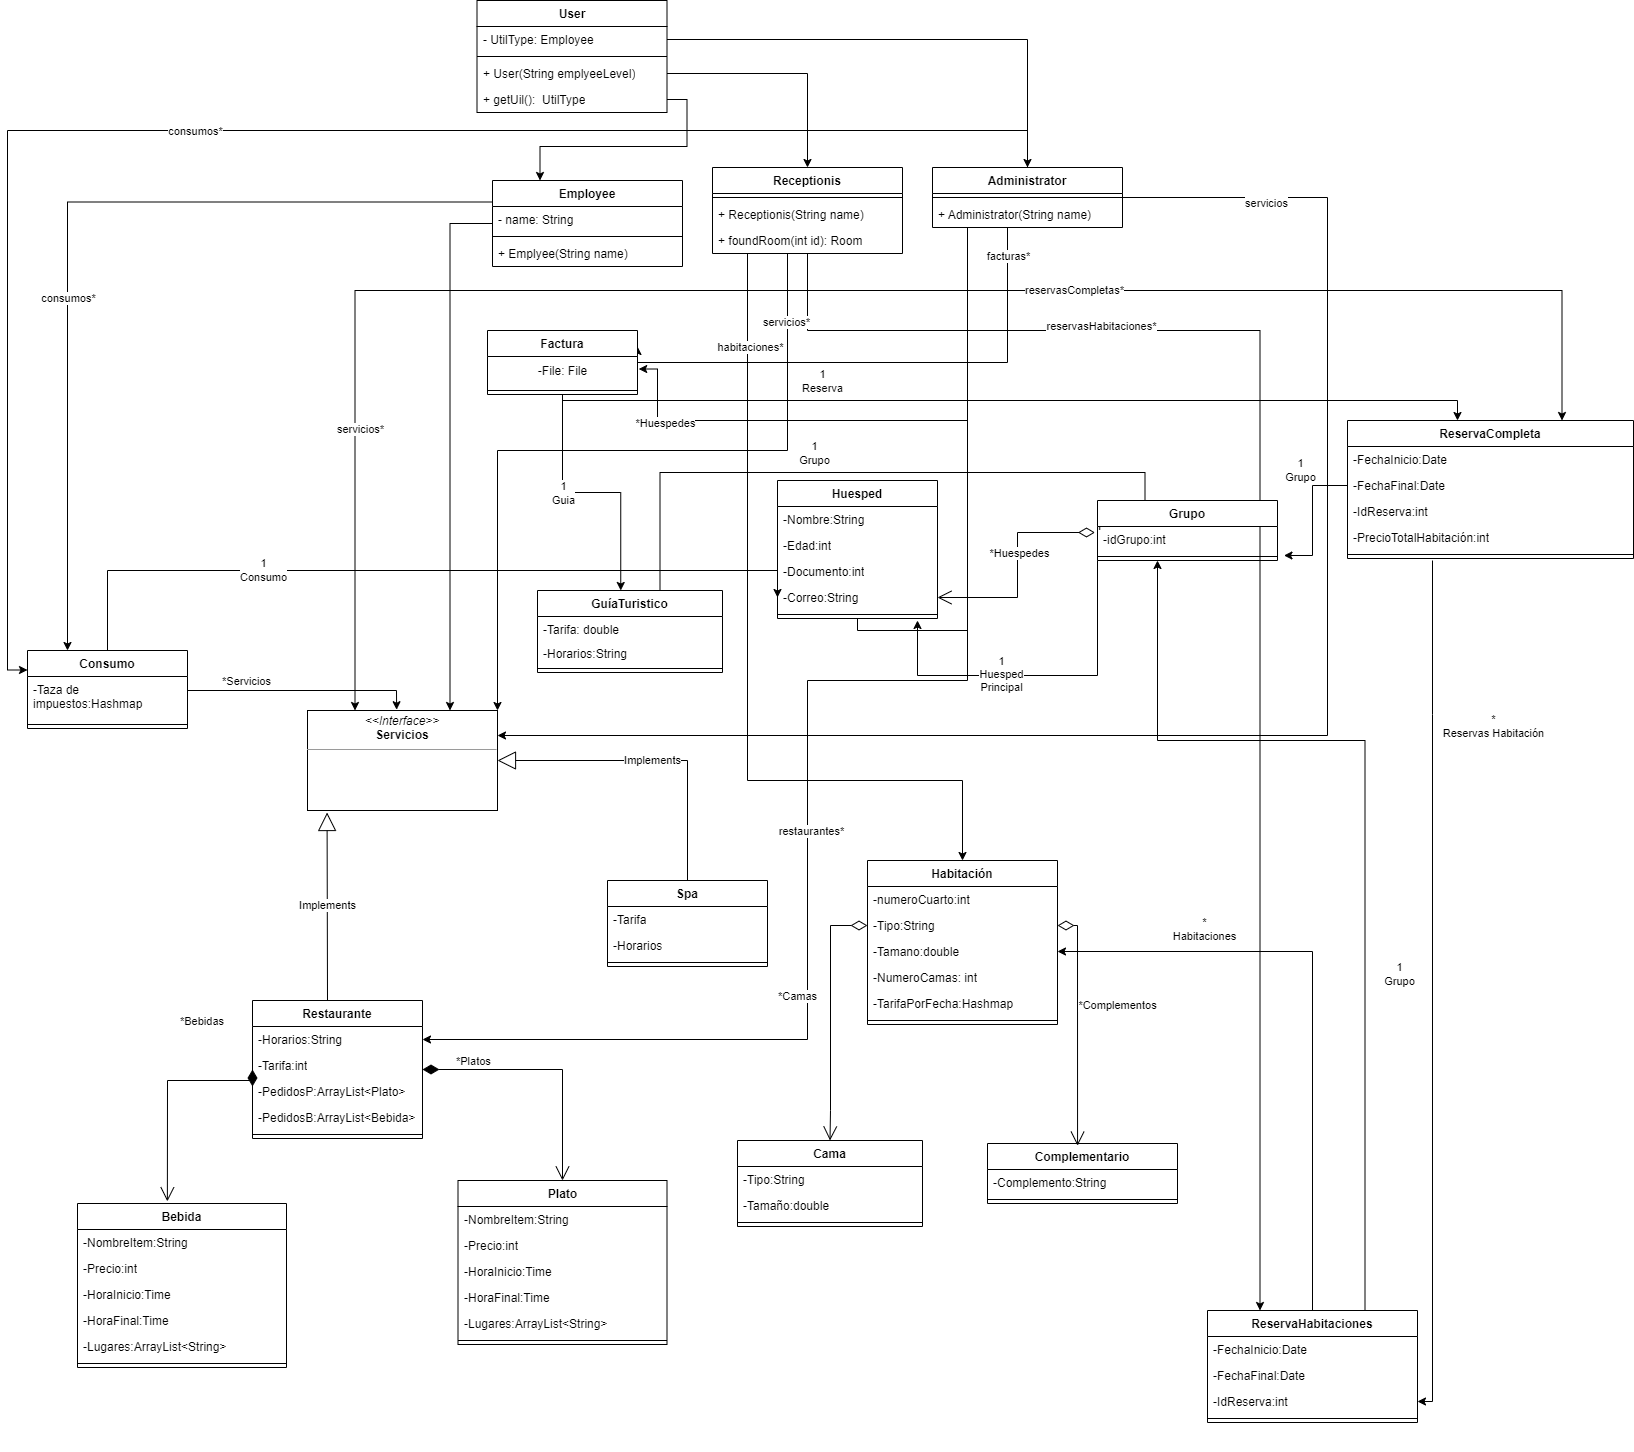 User
- UtilType: Employee
+ User(String emplyeeLevel)
+ getUil():  UtilType
consumos*
Employee
- name: String
+ Emplyee(String name)
Receptionis
+ Receptionis(String name)
+ foundRoom(int id): Room
Administrator
+ Administrator(String name)
servicios
facturas*
consumos*
reservasCompletas*
servicios*
reservasHabitaciones*
habitaciones*
Factura
-File: File
1
Reserva
*Huespedes
servicios*
ReservaCompleta
-FechaInicio:Date
-FechaFinal:Date
-IdReserva:int
-PrecioTotalHabitación:int
1
Grupo
1
Grupo
1
Guia
Huesped
-Nombre:String
-Edad:int
-Documento:int
-Correo:String
Grupo
-idGrupo:int
*Huespedes
1
Consumo
GuíaTuristico
-Tarifa: double
-Horarios:String
Consumo
-Taza de
impuestos:Hashmap
*Servicios
1
Huesped
Principal
<<Interface>>
Servicios
*
Reservas Habitación
Implements
restaurantes*
Habitación
-numeroCuarto:int
-Tipo:String
-Tamano:double
-NumeroCamas: int
-TarifaPorFecha:Hashmap
Implements
Spa
-Tarifa
-Horarios
*
Habitaciones
1
Grupo
*Camas
*Complementos
*Bebidas
Restaurante
-Horarios:String
-Tarifa:int
-PedidosP:ArrayList<Plato>
-PedidosB:ArrayList<Bebida>
*Platos
Cama
-Tipo:String
-Tamaño:double
Complementario
-Complemento:String
Bebida
-NombreItem:String
-Precio:int
-HoraInicio:Time
-HoraFinal:Time
-Lugares:ArrayList<String>
Plato
-NombreItem:String
-Precio:int
-HoraInicio:Time
-HoraFinal:Time
-Lugares:ArrayList<String>
ReservaHabitaciones
-FechaInicio:Date
-FechaFinal:Date
-IdReserva:int